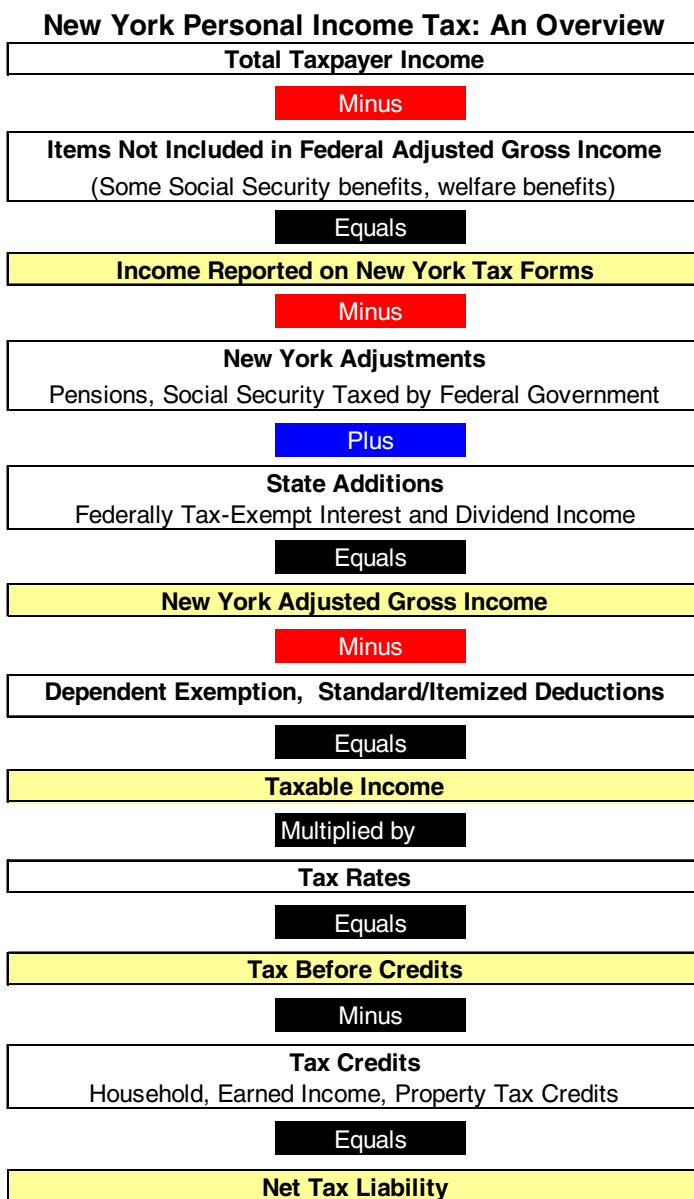 New York Personal Income Tax: An Overview
Total Taxpayer Income
Minus
Items Not Included in Federal Adjusted Gross Income
(Some Social Security benefits, welfare benefits)
Equals
Income Reported on New York Tax Forms
Minus
New York Adjustments
Pensions, Social Security Taxed by Federal Government
Plus
State Additions
Federally Tax-Exempt Interest and Dividend Income
Equals
New York Adjusted Gross Income
Minus
Dependent Exemption, Standard/Itemized Deductions
Equals
Taxable Income
Multiplied by
Tax Rates
Equals
Tax Before Credits
Minus
Tax Credits
Household, Earned Income, Property Tax Credits
Equals
Net Tax Liability